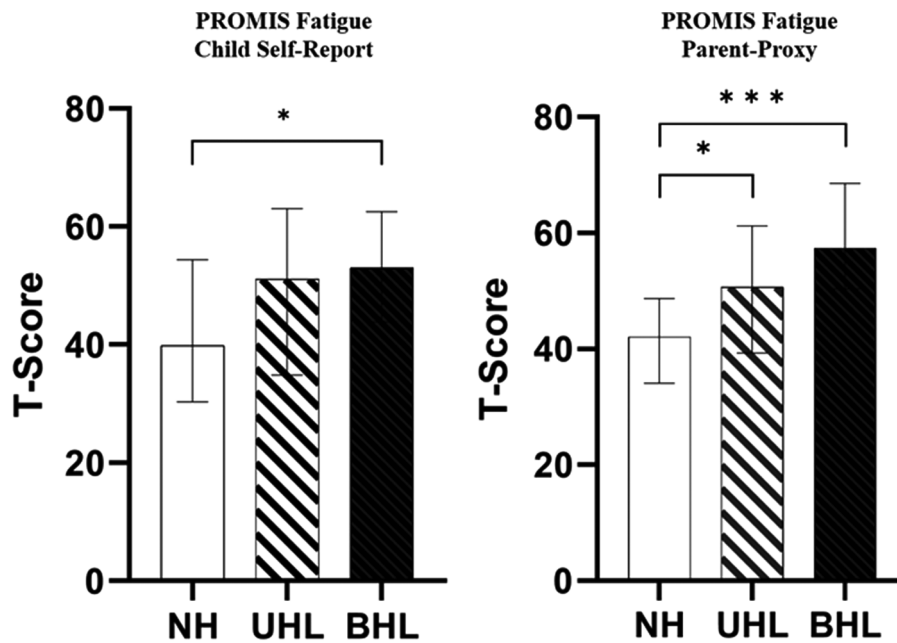 PROMIS Fatigue
Child Self-Report
*
80
60
40
20
0
T-Score
NH UHL BHL
PROMIS Fatigue
Parent-Proxy
***
*
80
60
40
20
0
T-Score
NH UHL BHL